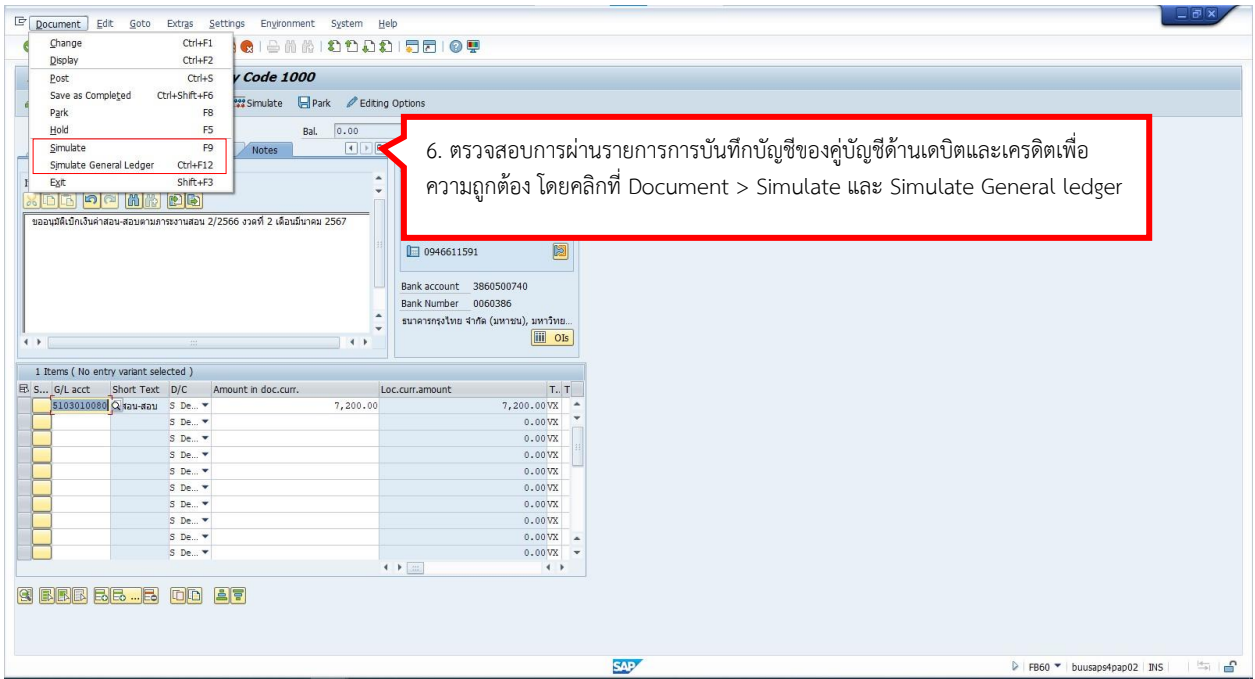 Document Edit Goto Extras Settings Environment System Help
Change Ctrl+F1
Display Ctrl+F2
Post Ctrl+S
Save as Completed Ctrl+Shift+F6
Park F8
Hold F5
Simulate F9
Simulate General Ledger Ctrl+F12
Exit Shift+F3
y Code 1000
Simulate Park Editing Options
Bal. 0.00
Notes
6. ตรวจสอบการผ่านรายการการบันทึกบัญชีของคู่บัญชีด้านเดบิตและเครดิตเพื่อ
ความถูกต้อง โดยคลิกที่ Document > Simulate และ Simulate General ledger
ขออนุมัติเบิกเงินค่าสอน-สอบตามภาระงานสอน 2/2566 งวดที่ 2 เดือนมีนาคม 2567
0946611591
Bank account 3860500740
Bank Number 0060386
ธนาคารกรุงไทย จำกัด (มหาชน), มหาวิทย...
OIs
1 Items ( No entry variant selected )
S... G/L acct Short Text D/C Amount in doc.curr. Loc.curr.amount T.. T
5103010080 สอน-สอบ S De... 7,200.00 7,200.00 VX
S De... 0.00 VX
S De... 0.00 VX
S De... 0.00 VX
S De... 0.00 VX
S De... 0.00 VX
S De... 0.00 VX
S De... 0.00 VX
S De... 0.00 VX
S De... 0.00 VX
SAP FB60 buusaps4pap02 INS